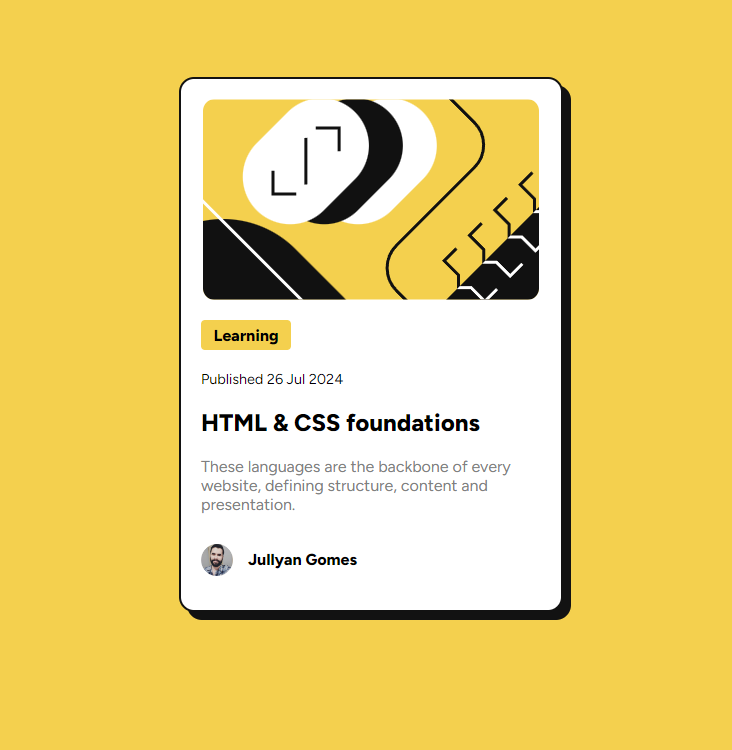 Learning
Published 26 Jul 2024
HTML & CSS foundations
These languages are the backbone of every
website, defining structure, content and
presentation.
Jullyan Gomes